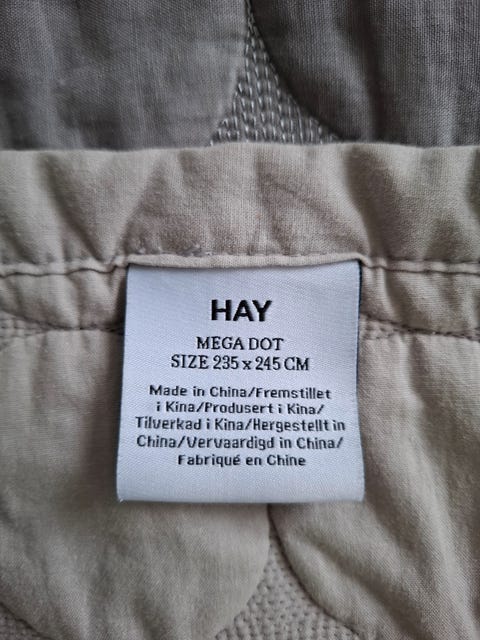 HAY
MEGA DOT
SIZE 235 x 245 CM
Made in China/Fremstillet
i Kina/Produsert i Kina/
Tilverkad i Kina/Hergestellt in
China/Vervaardigd in China/
Fabriqué en Chine